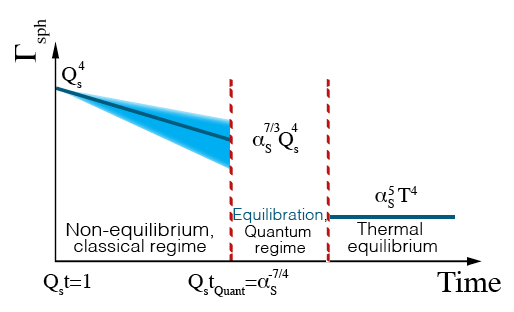 Γsph
Qs4
αS7/3Qs4
αS5T4
Equilibration,
Quantum
regime
Non-equilibrium,
classical regime
Thermal
equilibrium
Qst=1
QstQuant=αS-7/4
Time